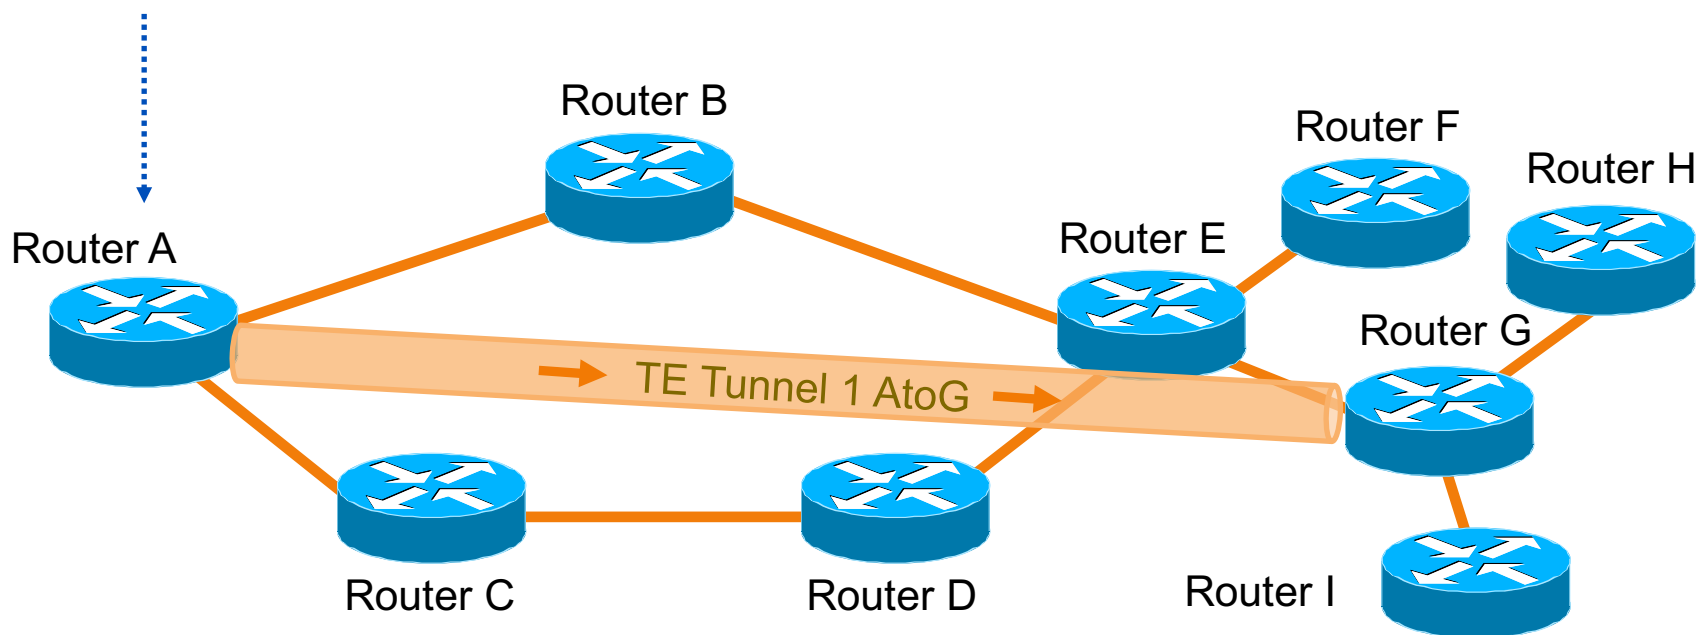 Router B
Router F
Router H
Router A
Router E
Router G
TE Tunnel 1 AtoG
Router C
Router D
Router I